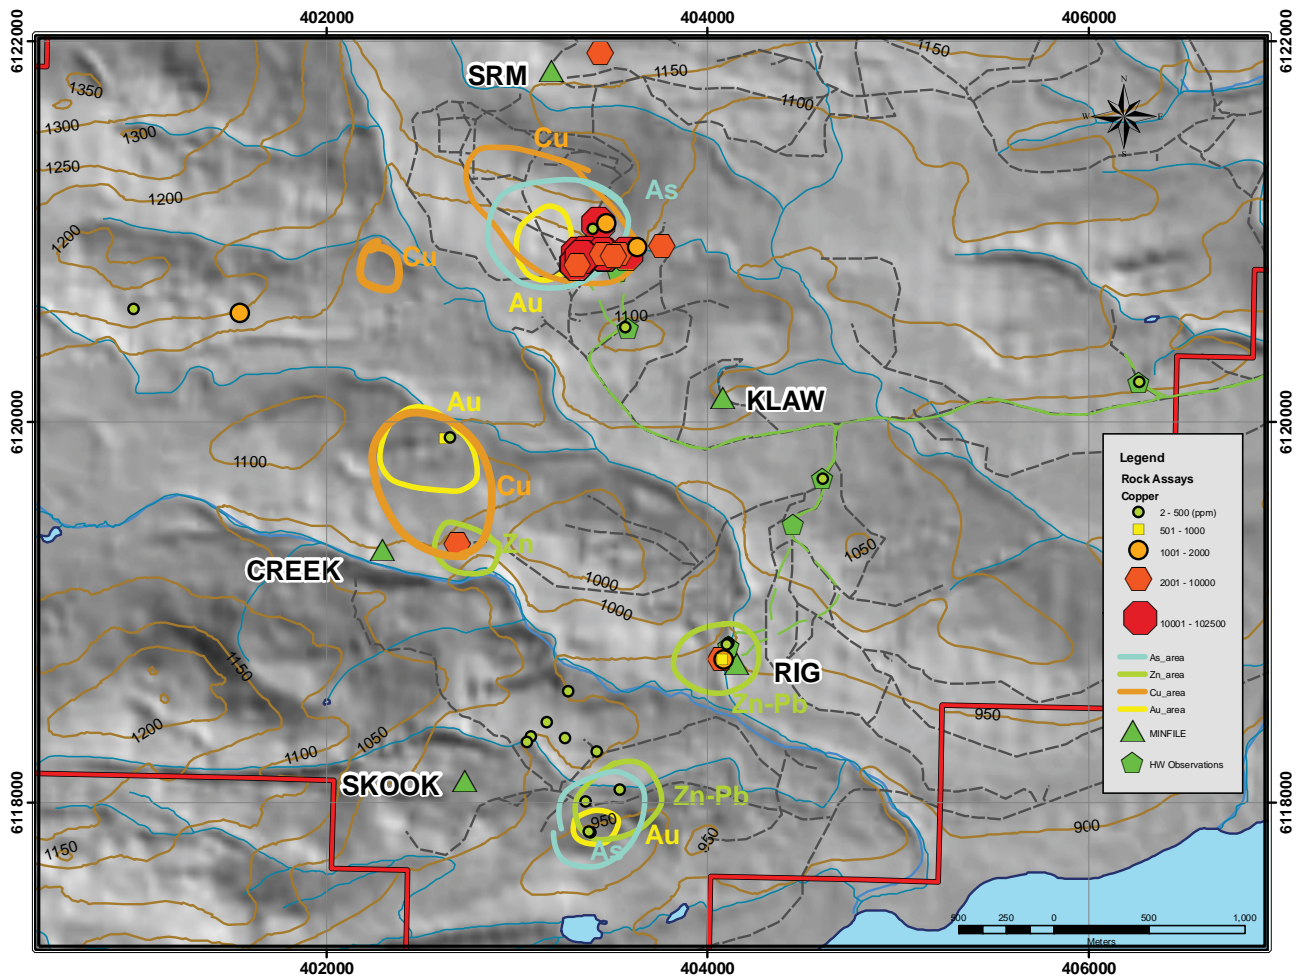 402000
404000
406000
6122000
6122000
1150
SRM
1150
1350
1100
N
W
E
S
1300
1300
Cu
1250
As
1200
1200
Cu
Au
1100
6120000
6120000
Au
KLAW
1100
Cu
Zn
1050
CREEK
1000
1000
Legend
Rock Assays
Copper
2 - 500 (ppm)
501 - 1000
1001 - 2000
2001 - 10000
10001 - 102500
As_area
Zn_area
Cu_area
Au_area
MINFILE
HW Observations
1150
RIG
Zn-Pb
950
1200
1050
1100
SKOOK
Zn-Pb
6118000
6118000
950
Au
As
950
900
1150
500
250
0
500
1,000
Meters
402000
404000
406000